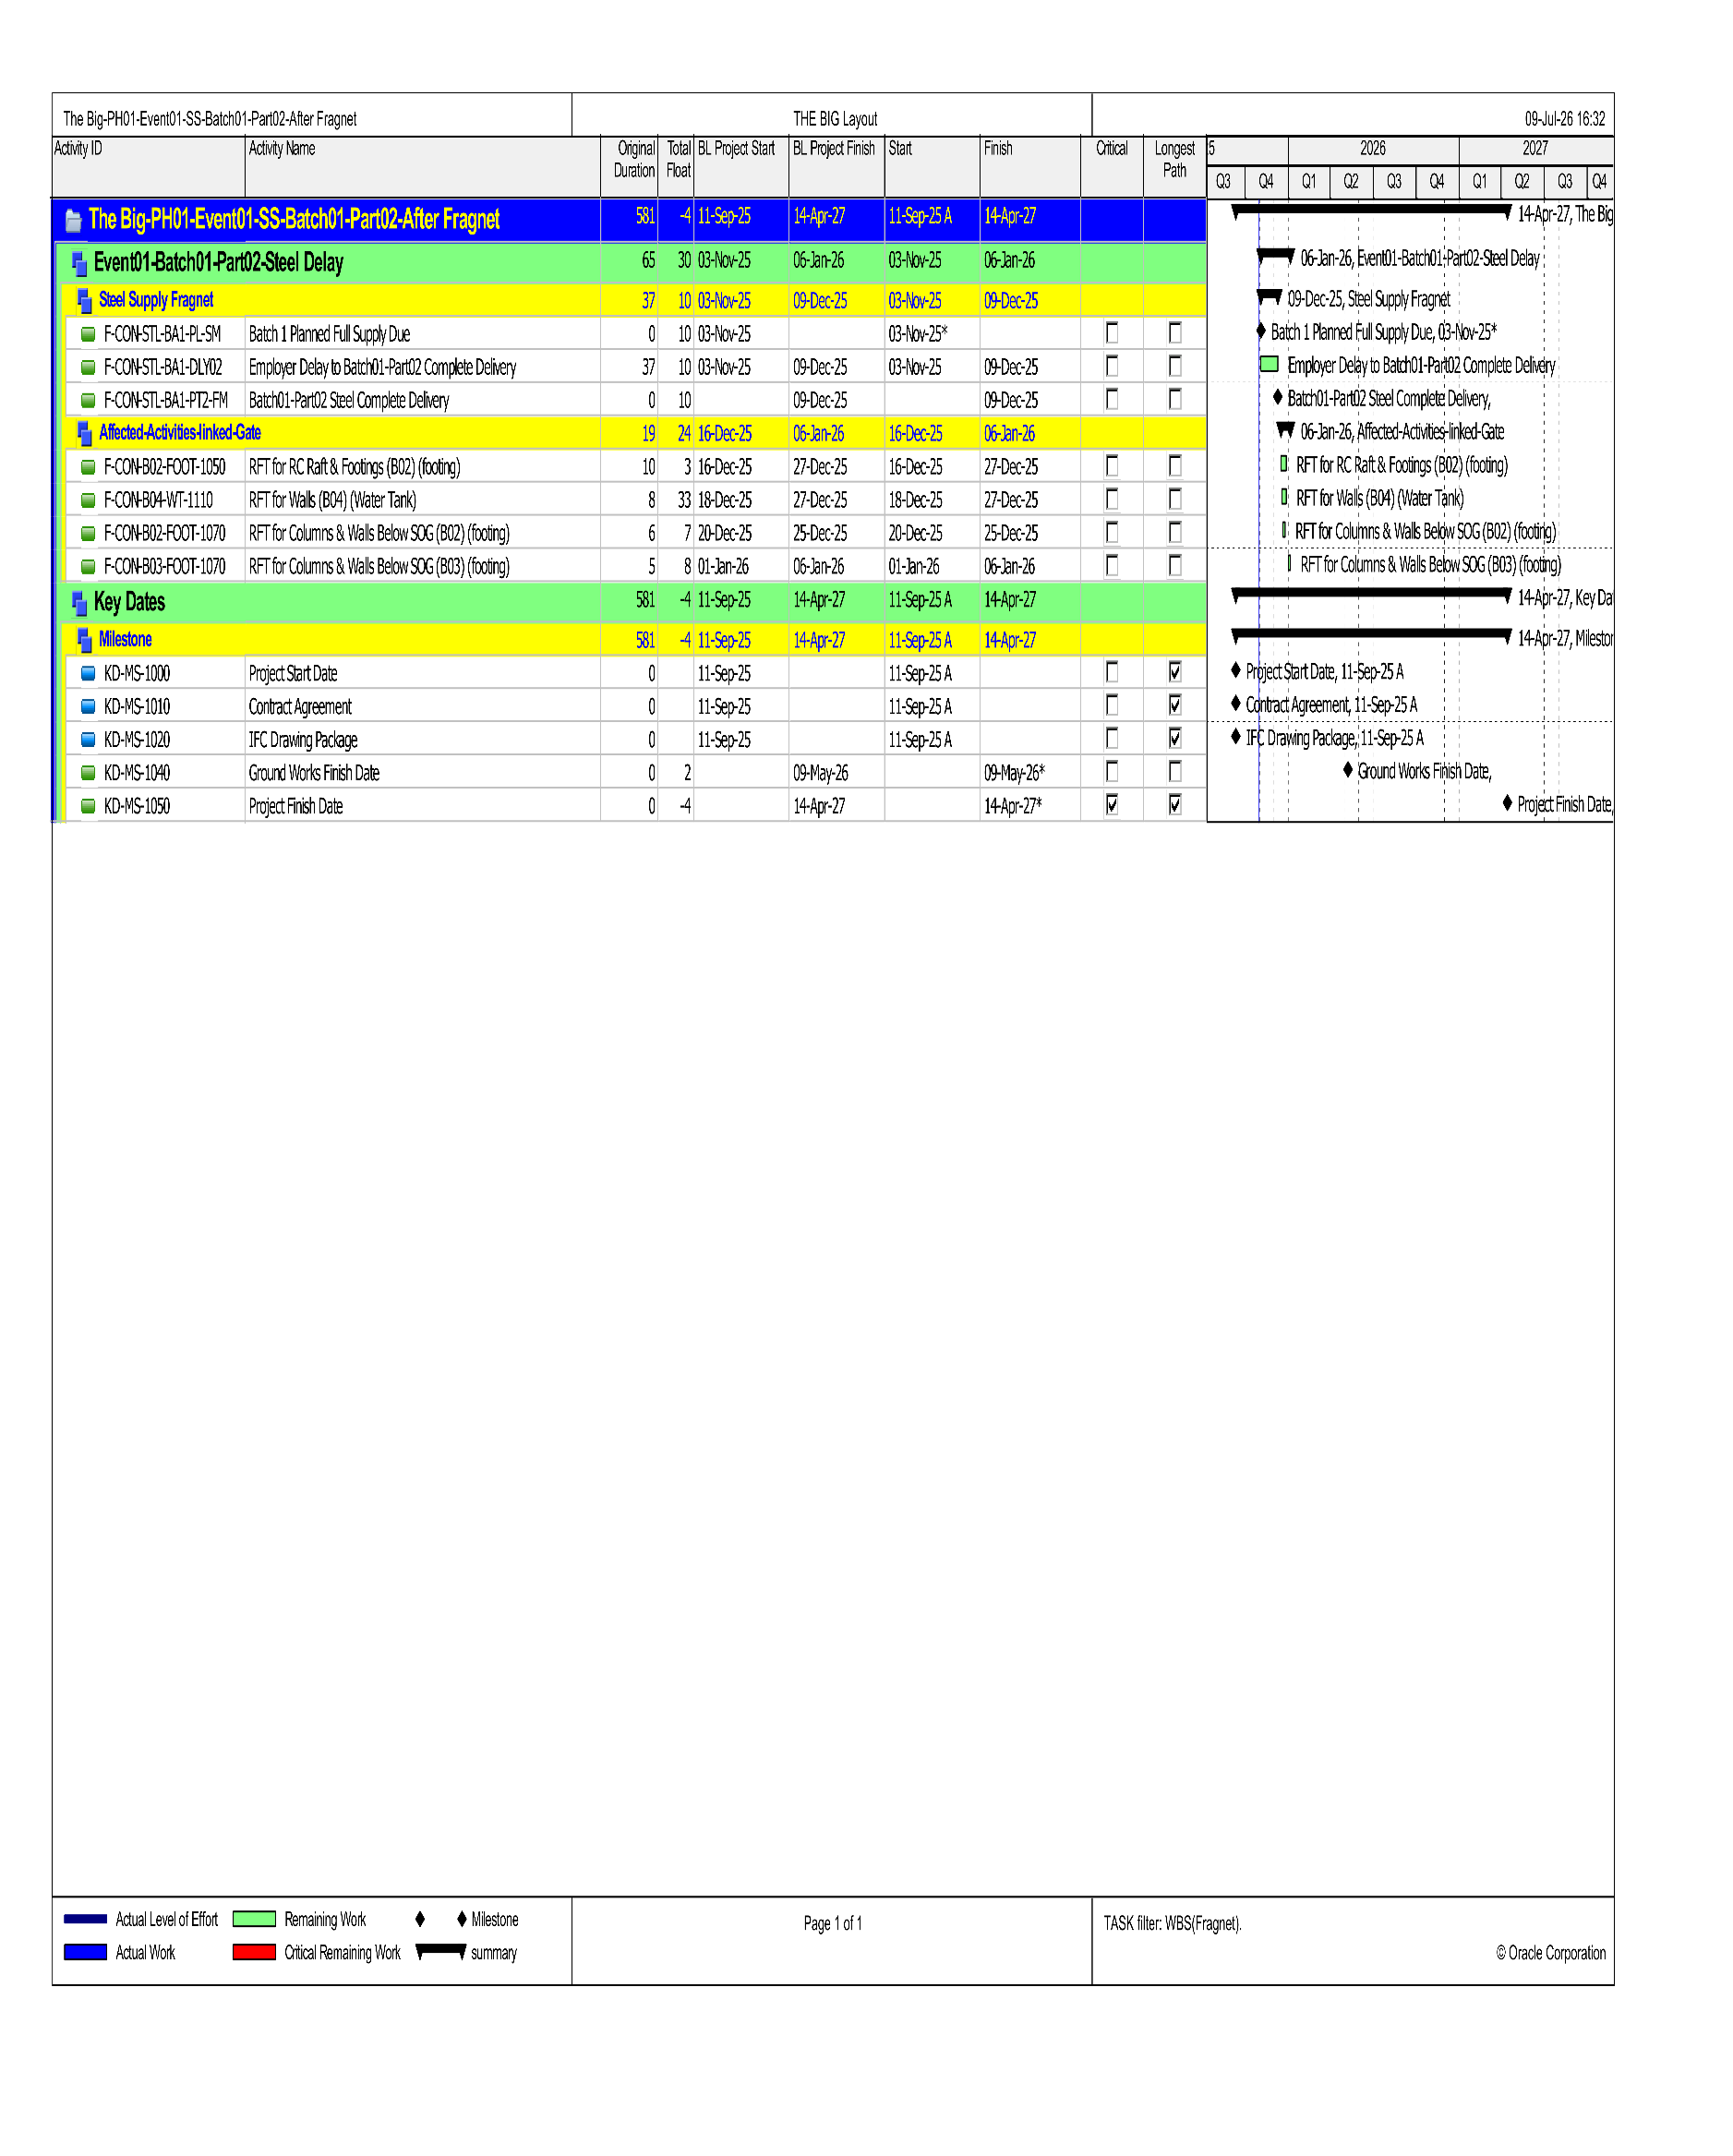 The Big-PH01-Event01-SS-Batch01-Part02-After Fragnet THE BIG Layout 09-Jul-26 16:32
Activity ID Activity Name Original Duration Total Float BL Project Start BL Project Finish Start Finish Critical Longest Path 5 2026 2027
Q3 Q4 Q1 Q2 Q3 Q4 Q1 Q2 Q3 Q4
The Big-PH01-Event01-SS-Batch01-Part02-After Fragnet 581 -4 11-Sep-25 14-Apr-27 11-Sep-25 A 14-Apr-27 14-Apr-27, The Big
Event01-Batch01-Part02-Steel Delay 65 30 03-Nov-25 06-Jan-26 03-Nov-25 06-Jan-26 06-Jan-26, Event01-Batch01-Part02-Steel Delay
Steel Supply Fragnet 37 10 03-Nov-25 09-Dec-25 03-Nov-25 09-Dec-25 09-Dec-25, Steel Supply Fragnet
F-CON-STL-BA1-PL-SM Batch 1 Planned Full Supply Due 0 10 03-Nov-25 03-Nov-25* Batch 1 Planned Full Supply Due, 03-Nov-25*
F-CON-STL-BA1-DLY02 Employer Delay to Batch01-Part02 Complete Delivery 37 10 03-Nov-25 09-Dec-25 03-Nov-25 09-Dec-25 Employer Delay to Batch01-Part02 Complete Delivery
F-CON-STL-BA1-PT2-FM Batch01-Part02 Steel Complete Delivery 0 10 09-Dec-25 09-Dec-25 Batch01-Part02 Steel Complete Delivery,
Affected-Activities-linked-Gate 19 24 16-Dec-25 06-Jan-26 16-Dec-25 06-Jan-26 06-Jan-26, Affected-Activities-linked-Gate
F-CON-B02-FOOT-1050 RFT for RC Raft & Footings (B02) (footing) 10 3 16-Dec-25 27-Dec-25 16-Dec-25 27-Dec-25 RFT for RC Raft & Footings (B02) (footing)
F-CON-B04-WT-1110 RFT for Walls (B04) (Water Tank) 8 33 18-Dec-25 27-Dec-25 18-Dec-25 27-Dec-25 RFT for Walls (B04) (Water Tank)
F-CON-B02-FOOT-1070 RFT for Columns & Walls Below SOG (B02) (footing) 6 7 20-Dec-25 25-Dec-25 20-Dec-25 25-Dec-25 RFT for Columns & Walls Below SOG (B02) (footing)
F-CON-B03-FOOT-1070 RFT for Columns & Walls Below SOG (B03) (footing) 5 8 01-Jan-26 06-Jan-26 01-Jan-26 06-Jan-26 RFT for Columns & Walls Below SOG (B03) (footing)
Key Dates 581 -4 11-Sep-25 14-Apr-27 11-Sep-25 A 14-Apr-27 14-Apr-27, Key Da
Milestone 581 -4 11-Sep-25 14-Apr-27 11-Sep-25 A 14-Apr-27 14-Apr-27, Mileston
KD-MS-1000 Project Start Date 0 11-Sep-25 11-Sep-25 A Project Start Date, 11-Sep-25 A
KD-MS-1010 Contract Agreement 0 11-Sep-25 11-Sep-25 A Contract Agreement, 11-Sep-25 A
KD-MS-1020 IFC Drawing Package 0 11-Sep-25 11-Sep-25 A IFC Drawing Package, 11-Sep-25 A
KD-MS-1040 Ground Works Finish Date 0 2 09-May-26 09-May-26* Ground Works Finish Date,
KD-MS-1050 Project Finish Date 0 -4 14-Apr-27 14-Apr-27* Project Finish Date,
Actual Level of Effort Remaining Work Milestone Page 1 of 1 TASK filter: WBS(Fragnet).
Actual Work Critical Remaining Work summary © Oracle Corporation